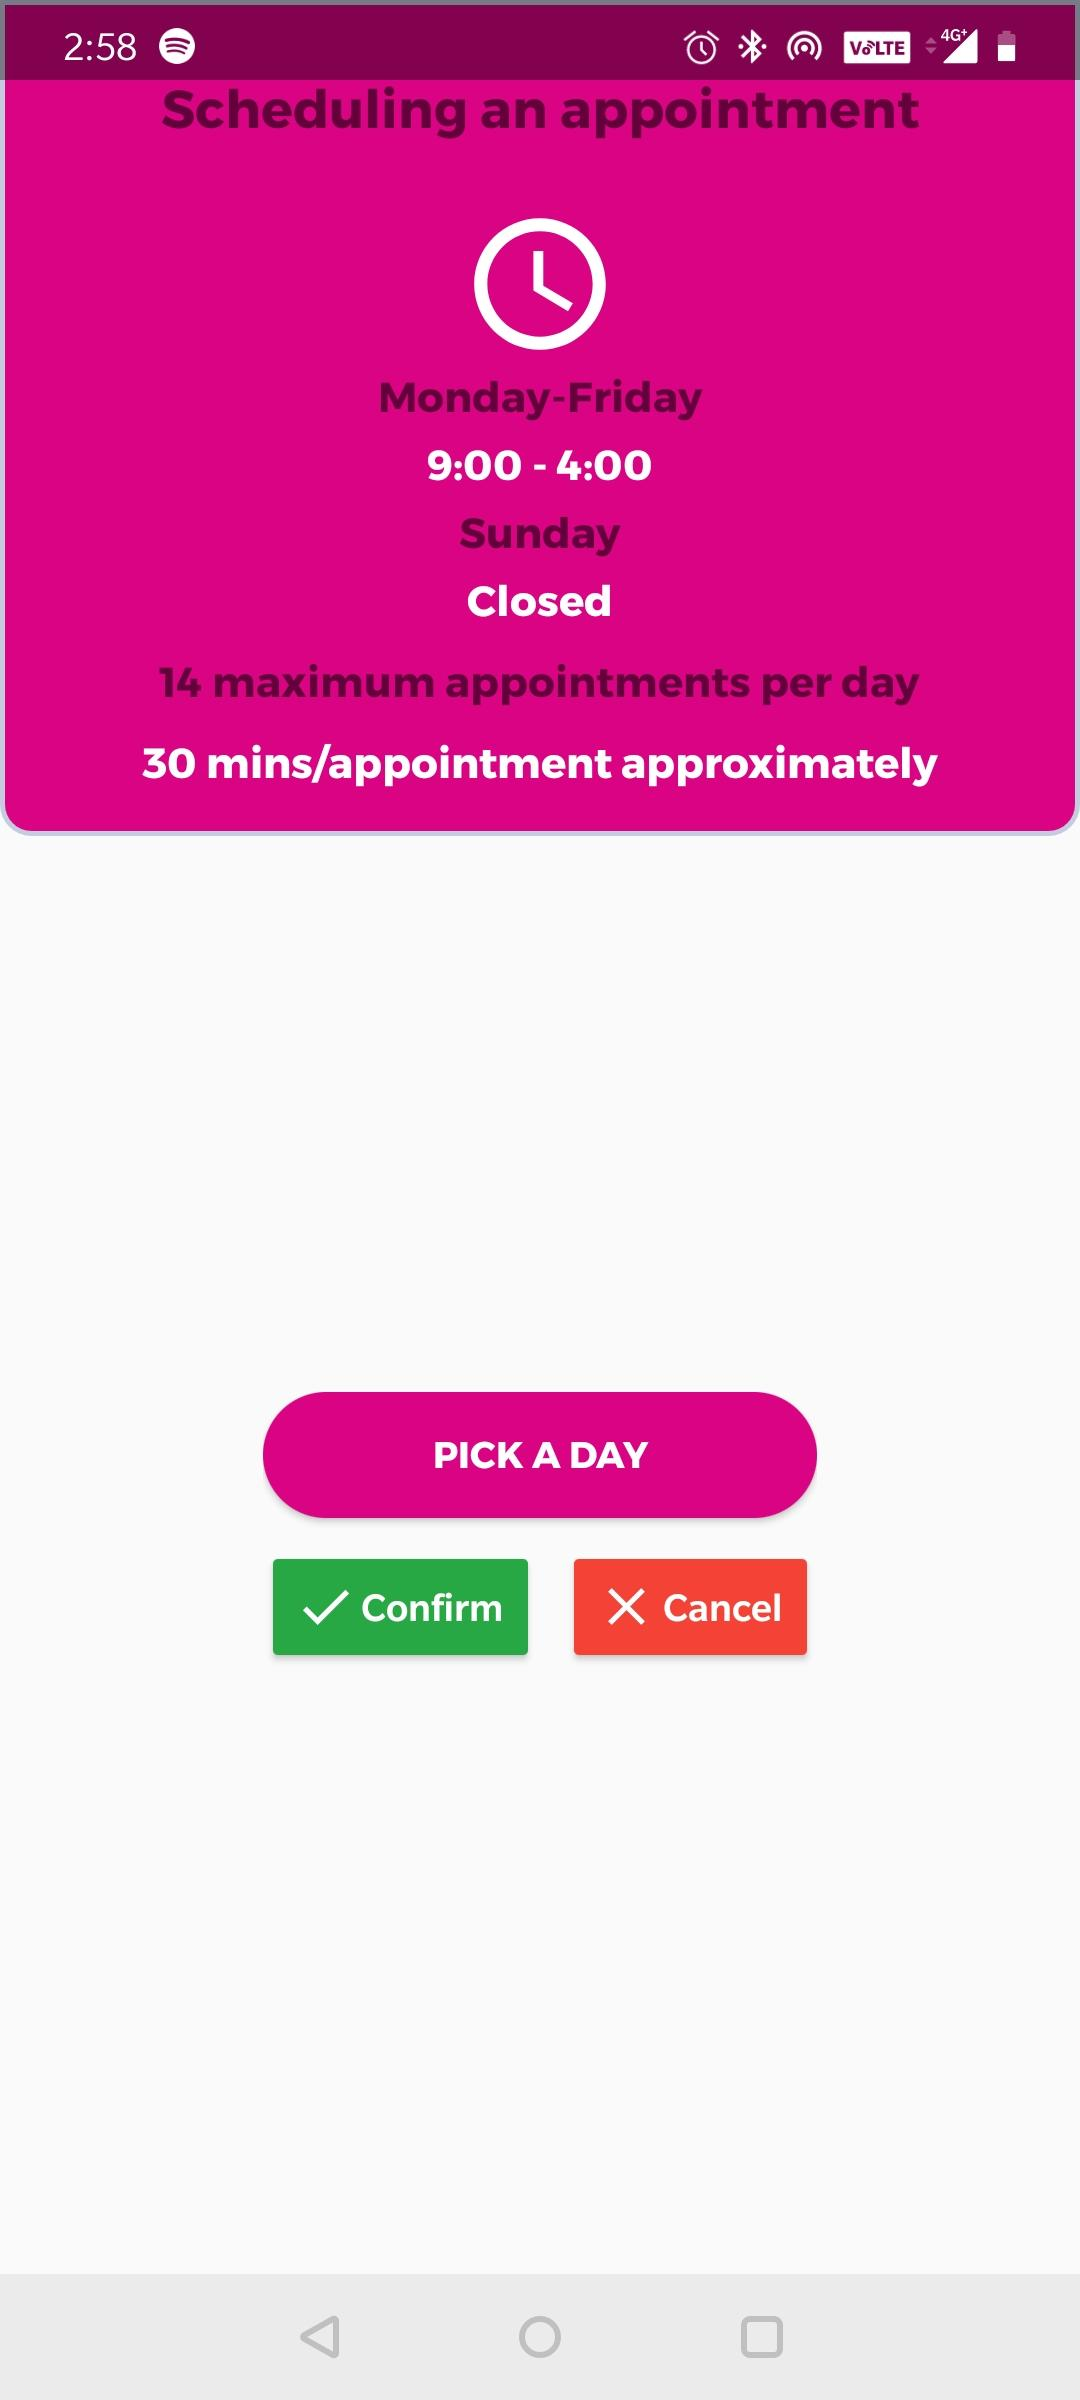 2:58 VoLTE 4G+
Scheduling an appointment
Monday-Friday
9:00 - 4:00
Sunday
Closed
14 maximum appointments per day
30 mins/appointment approximately
PICK A DAY
Confirm Cancel